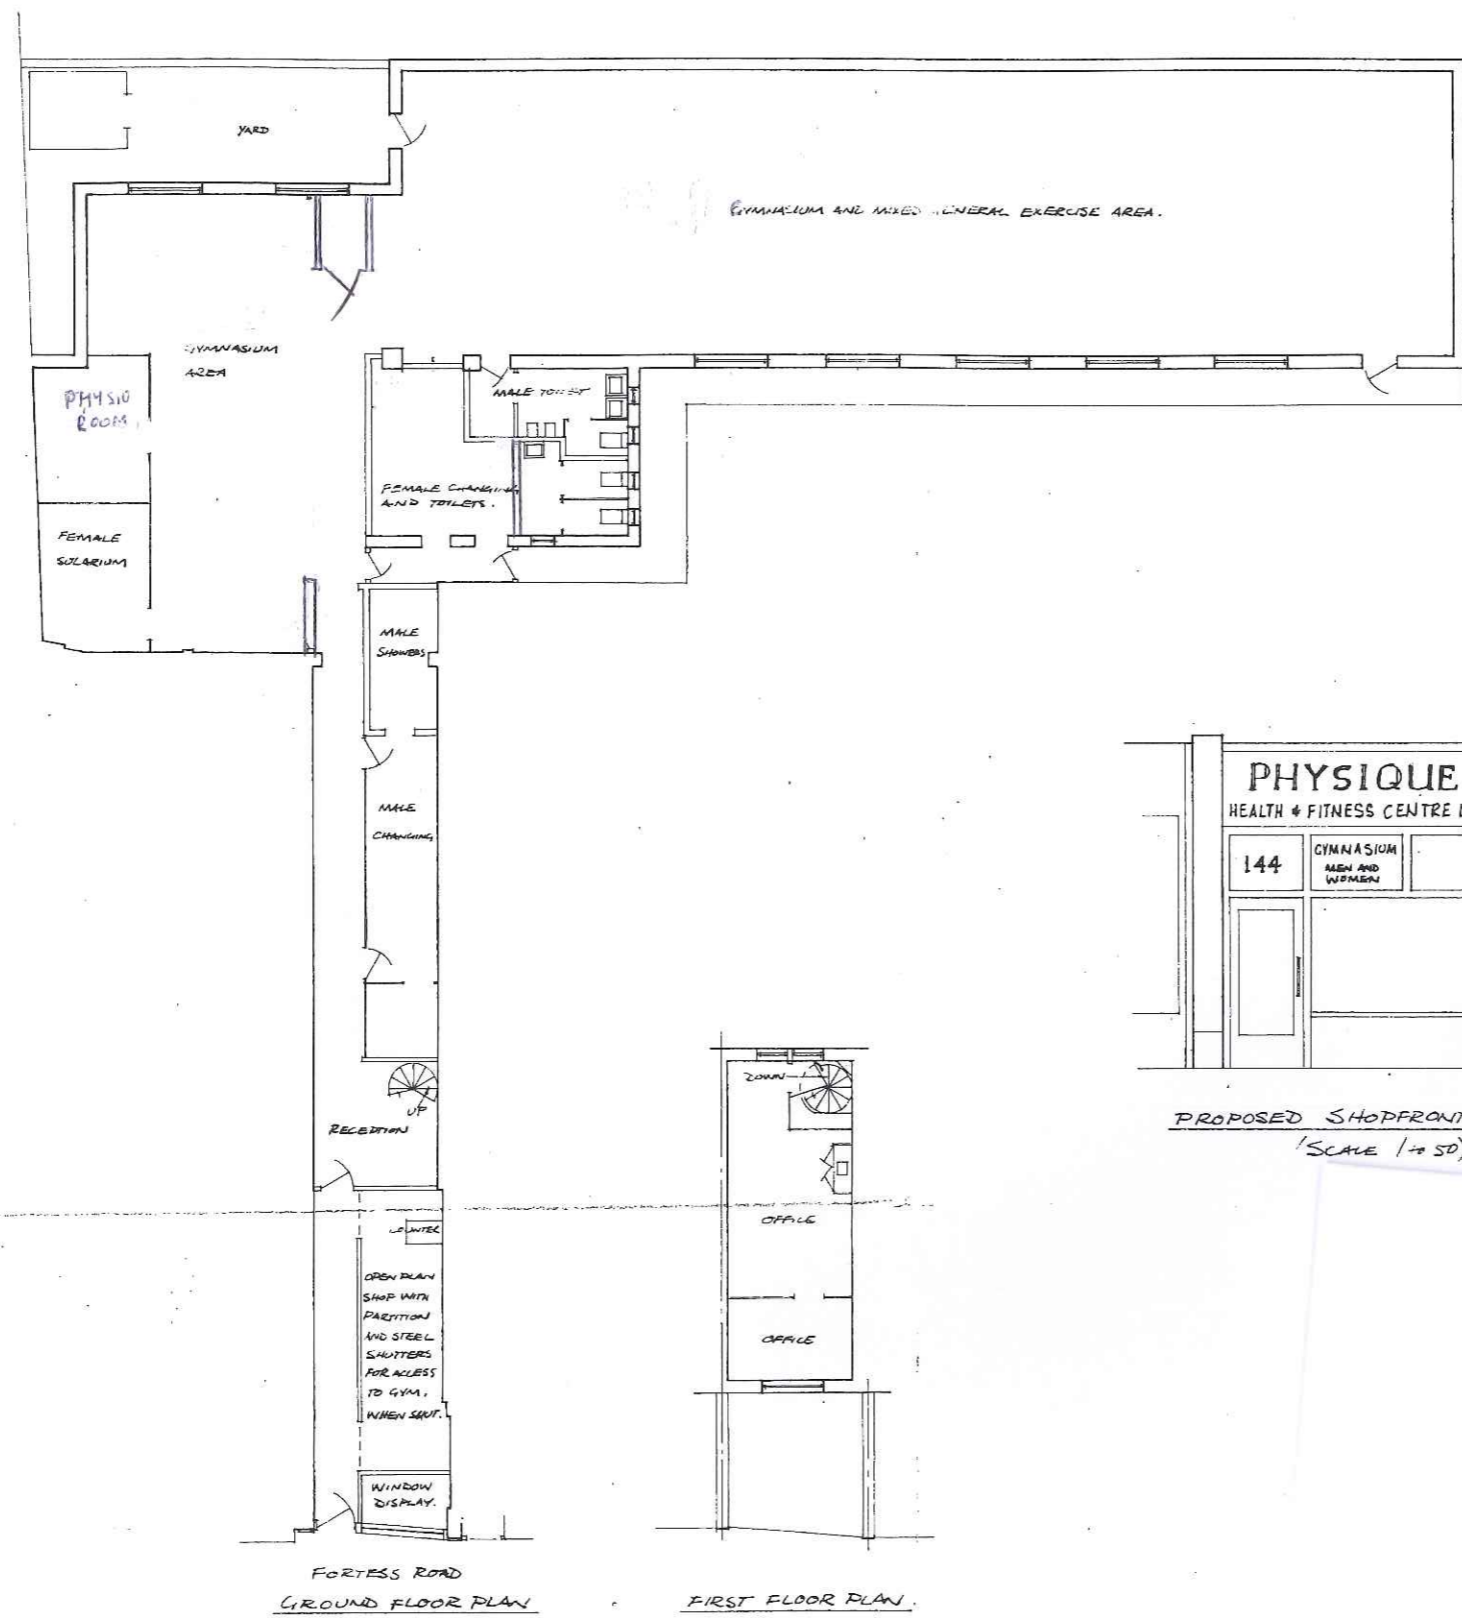 YARD
GYMNASIUM AND MIXED GENERAL EXERCISE AREA.
GYMNASIUM
AREA
PHYSIO
ROOM.
MALE TOILET
FEMALE CHANGING
AND TOILETS.
FEMALE
SOLARIUM
MALE
SHOWERS
MALE
CHANGING
UP
RECEPTION
COUNTER
OPEN PLAN
SHOP WITH
PARTITION
AND STEEL
SHUTTERS
FOR ACCESS
TO GYM.
WHEN SHUT.
WINDOW
DISPLAY.
FORTESS ROAD
GROUND FLOOR PLAN
DOWN
OFFICE
OFFICE
FIRST FLOOR PLAN.
PHYSIQUE
HEALTH & FITNESS CENTRE
144
GYMNASIUM
MEN AND
WOMEN
PROPOSED SHOPFRONT
(SCALE 1 to 50)